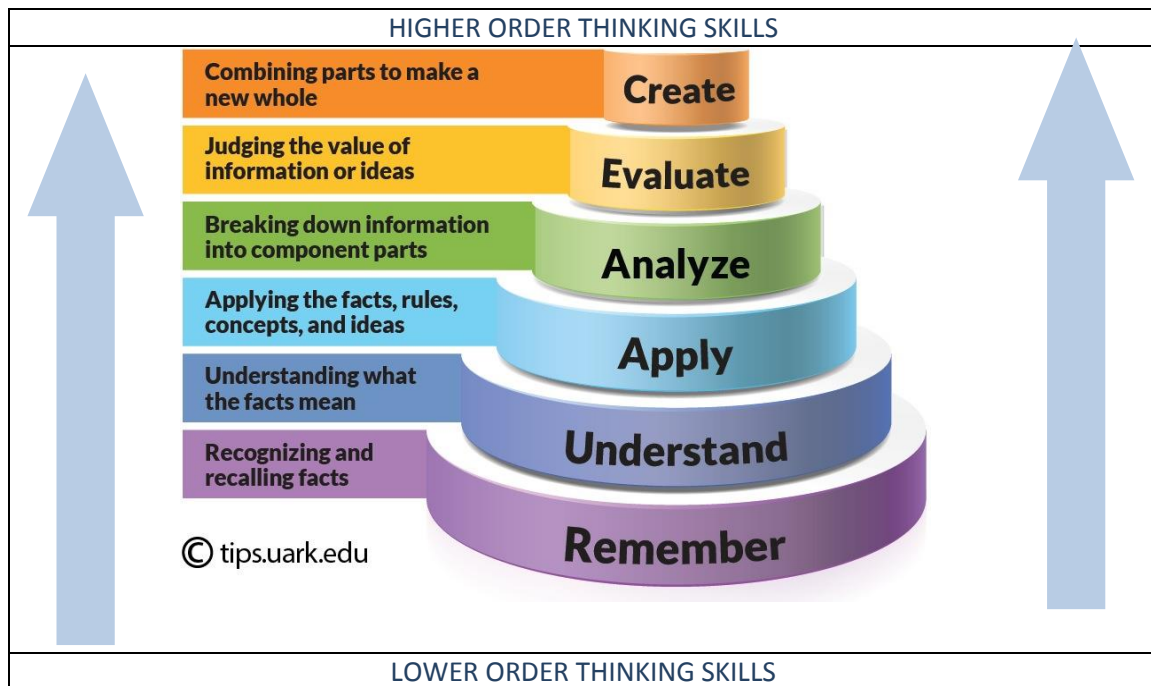 HIGHER ORDER THINKING SKILLS
Combining parts to make a
new whole
Create
Judging the value of
information or ideas
Evaluate
Breaking down information
into component parts
Analyze
Applying the facts, rules,
concepts, and ideas
Apply
Understanding what
the facts mean
Understand
Recognizing and
recalling facts
Remember
© tips.uark.edu
LOWER ORDER THINKING SKILLS